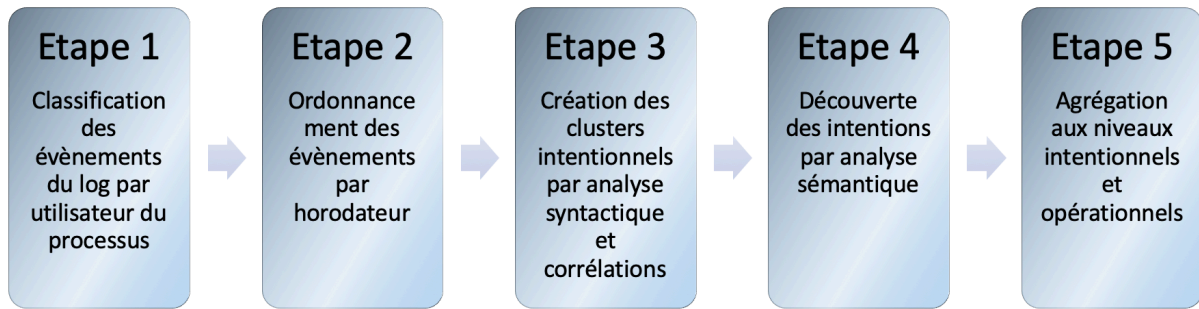 Etape 1
Classification
des
évènements
du log par
utilisateur du
processus
Etape 2
Ordonnance
ment des
évènements
par
horodateur
Etape 3
Création des
clusters
intentionnels
par analyse
syntactique
et
corrélations
Etape 4
Découverte
des intentions
par analyse
sémantique
Etape 5
Agrégation
aux niveaux
intentionnels
et
opérationnels